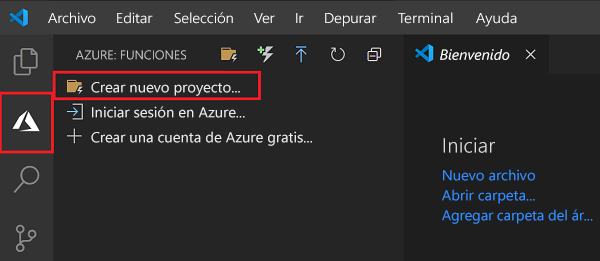 Archivo Editar Selección Ver Ir Depurar Terminal Ayuda
AZURE: FUNCIONES
Bienvenido
Crear nuevo proyecto...
Iniciar sesión en Azure...
Crear una cuenta de Azure gratis...
Iniciar
Nuevo archivo
Abrir carpeta...
Agregar carpeta del ár...